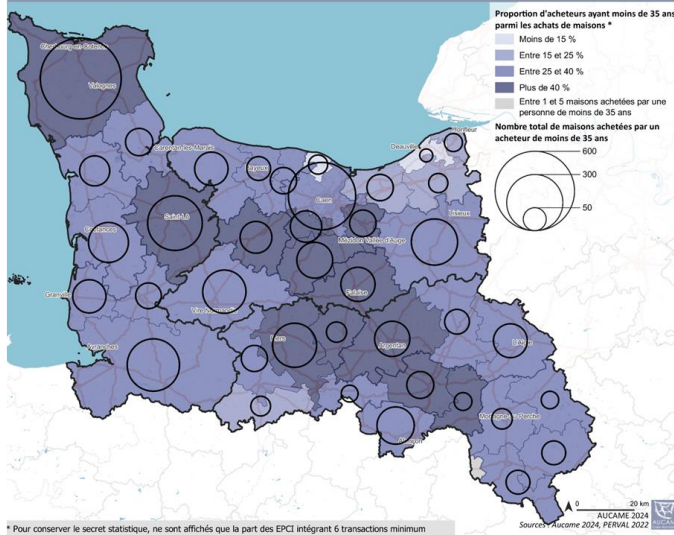 Proportion d'acheteurs ayant moins de 35 ans
parmi les achats de maisons *
Moins de 15 %
Entre 15 et 25 %
Entre 25 et 40 %
Plus de 40 %
Entre 1 et 5 maisons achetées par une
personne de moins de 35 ans
Nombre total de maisons achetées par un
acheteur de moins de 35 ans
600
300
50
Cherbourg-en-Cotentin
Valognes
Honfleur
Deauville
Carentan-les-Marais
Bayeux
Caen
Lisieux
Saint-Lô
Coutances
Mézidon Vallée d'Auge
Falaise
Granville
Vire Normandie
Flers
Argentan
L'Aigle
Avranches
Mortagne-au-Perche
Alençon
0 20 km
AUCAME 2024
Sources : Aucame 2024, PERVAL 2022
AUCAME
* Pour conserver le secret statistique, ne sont affichés que la part des EPCI intégrant 6 transactions minimum